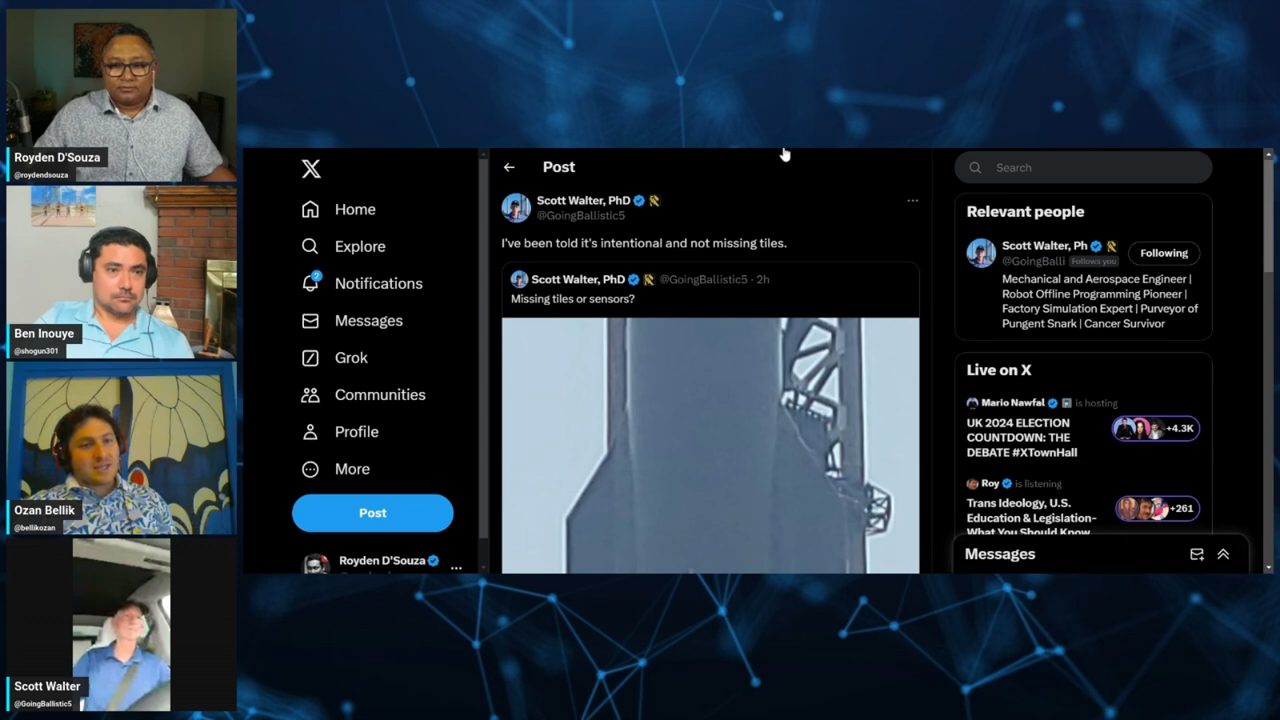 Royden D'Souza
@roydendsouza
Ben Inouye
@shogun301
Ozan Bellik
@bellikozan
Scott Walter
@GoingBallistic5
Home
Explore
2
Notifications
Messages
Grok
Communities
Profile
More
Post
Royden D'Souza
...
Post
Scott Walter, PhD
@GoingBallistic5
...
I've been told it's intentional and not missing tiles.
Scott Walter, PhD @GoingBallistic5 · 2h
Missing tiles or sensors?
Search
Relevant people
Scott Walter, Ph
Following
@GoingBalli Follows you
Mechanical and Aerospace Engineer |
Robot Offline Programming Pioneer |
Factory Simulation Expert | Purveyor of
Pungent Snark | Cancer Survivor
Live on X
Mario Nawfal is hosting
UK 2024 ELECTION
COUNTDOWN: THE
DEBATE #XTownHall
+4.3K
Roy is listening
Trans Ideology, U.S.
Education & Legislation-
What You Should Know
+261
Messages